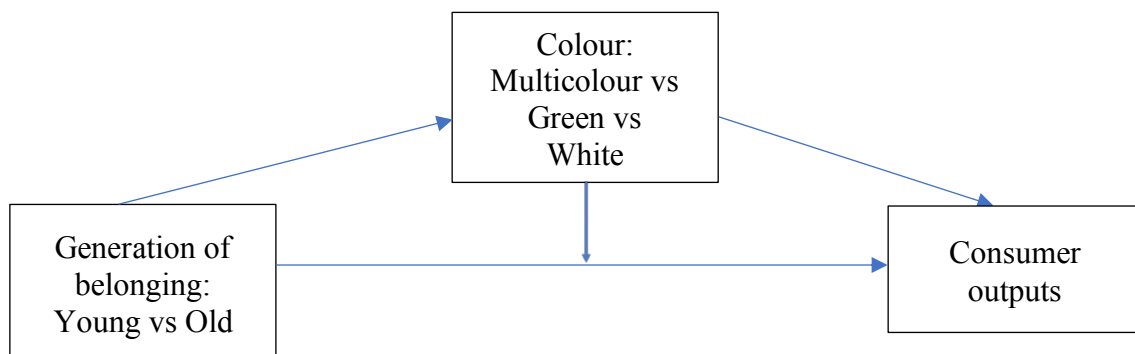 Colour:
Multicolour vs
Green vs
White
Generation of
belonging:
Young vs Old
Consumer
outputs